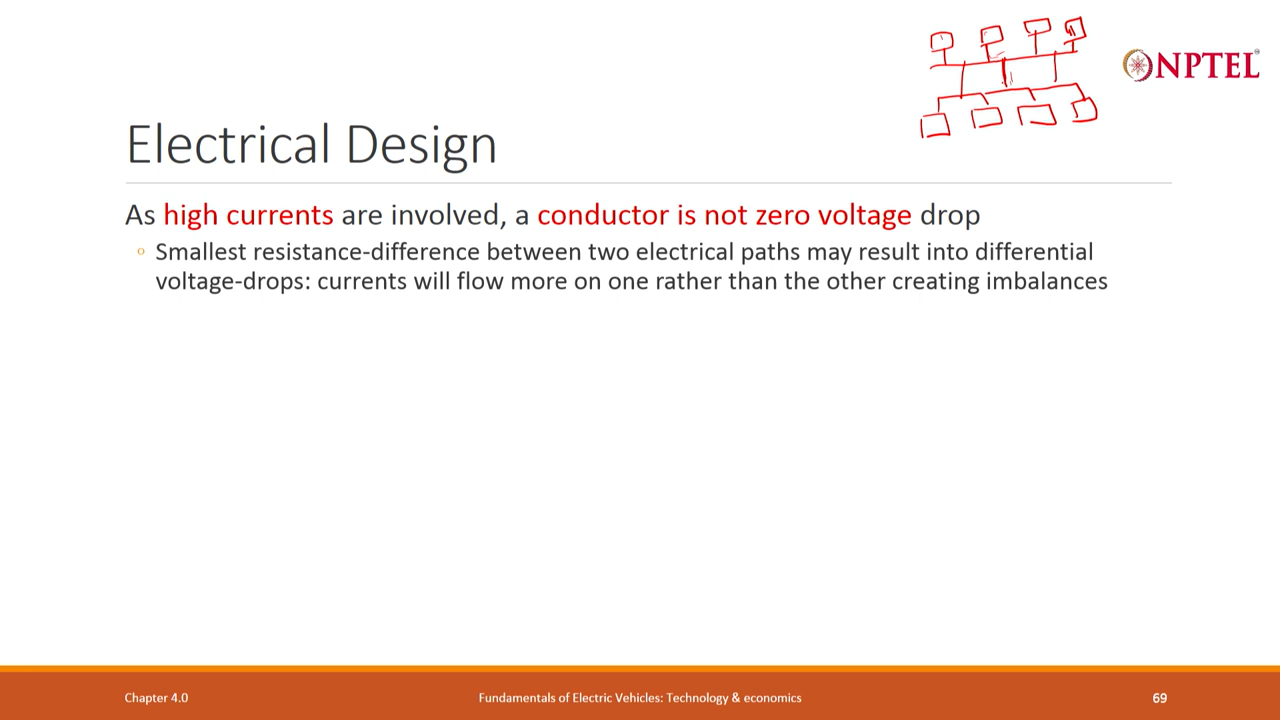 NPTEL
Electrical Design
As high currents are involved, a conductor is not zero voltage drop
Smallest resistance-difference between two electrical paths may result into differential
voltage-drops: currents will flow more on one rather than the other creating imbalances
Chapter 4.0
Fundamentals of Electric Vehicles: Technology & economics
69